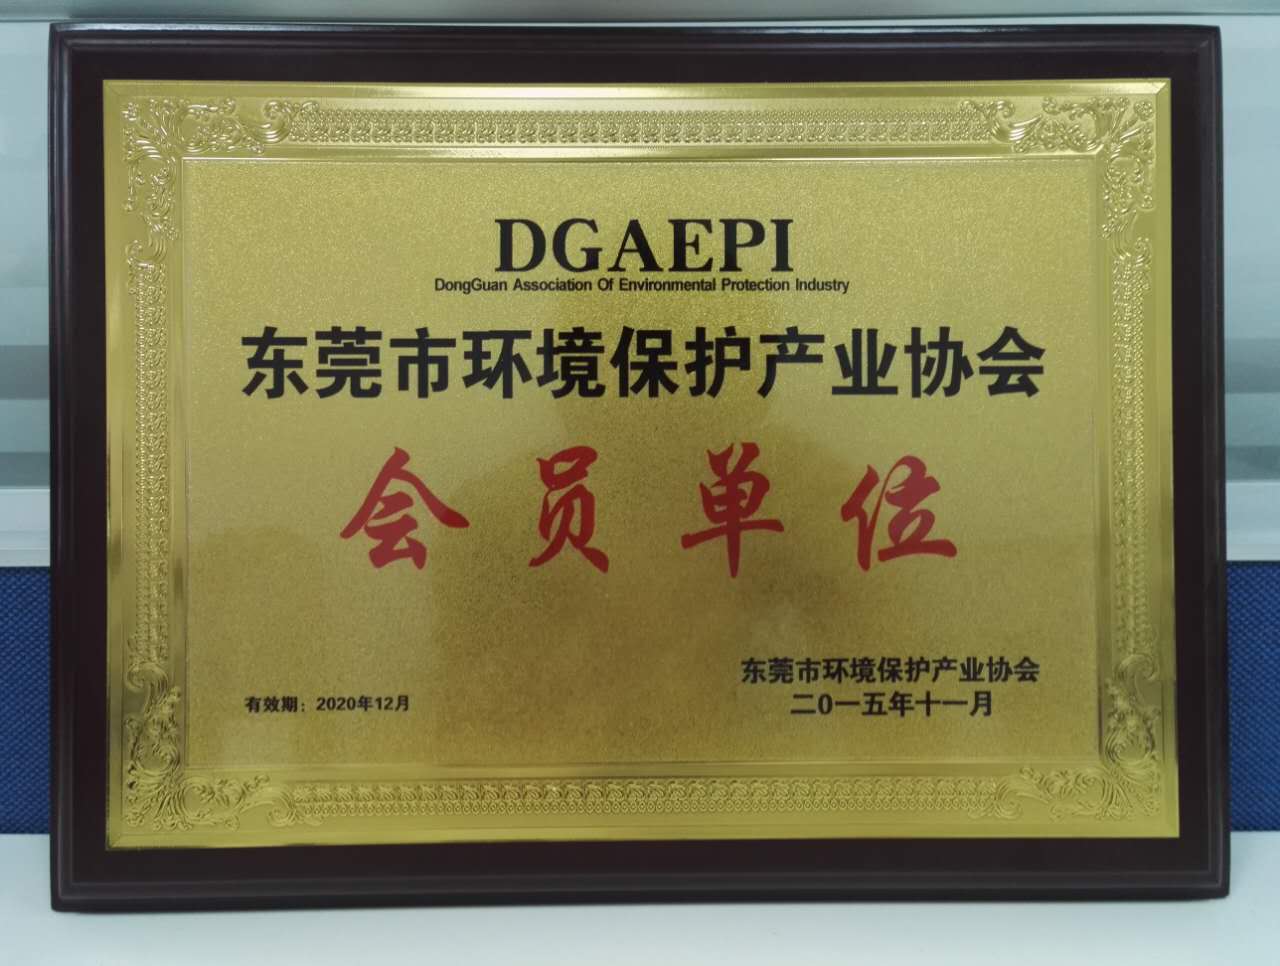 DGAEPI
DongGuan Association Of Environmental Protection Industry
东莞市环境保护产业协会
会员单位
东莞市环境保护产业协会
有效期：2020年12月
二0一五年十一月